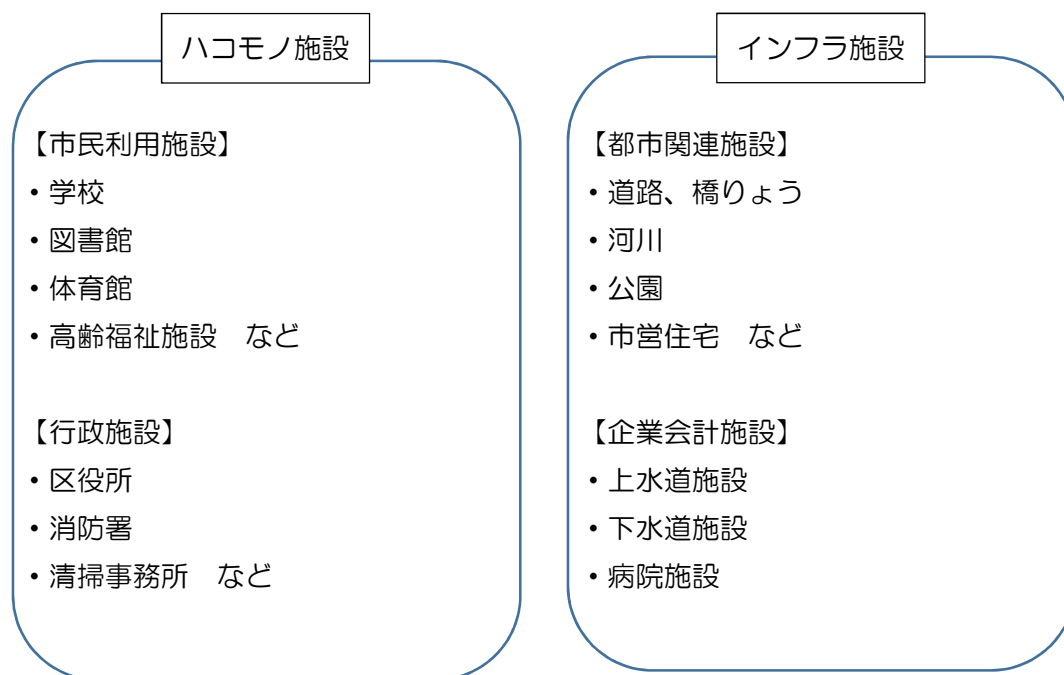 ハコモノ施設
【市民利用施設】
・学校
・図書館
・体育館
・高齢福祉施設　など
【行政施設】
・区役所
・消防署
・清掃事務所　など
インフラ施設
【都市関連施設】
・道路、橋りょう
・河川
・公園
・市営住宅　など
【企業会計施設】
・上水道施設
・下水道施設
・病院施設